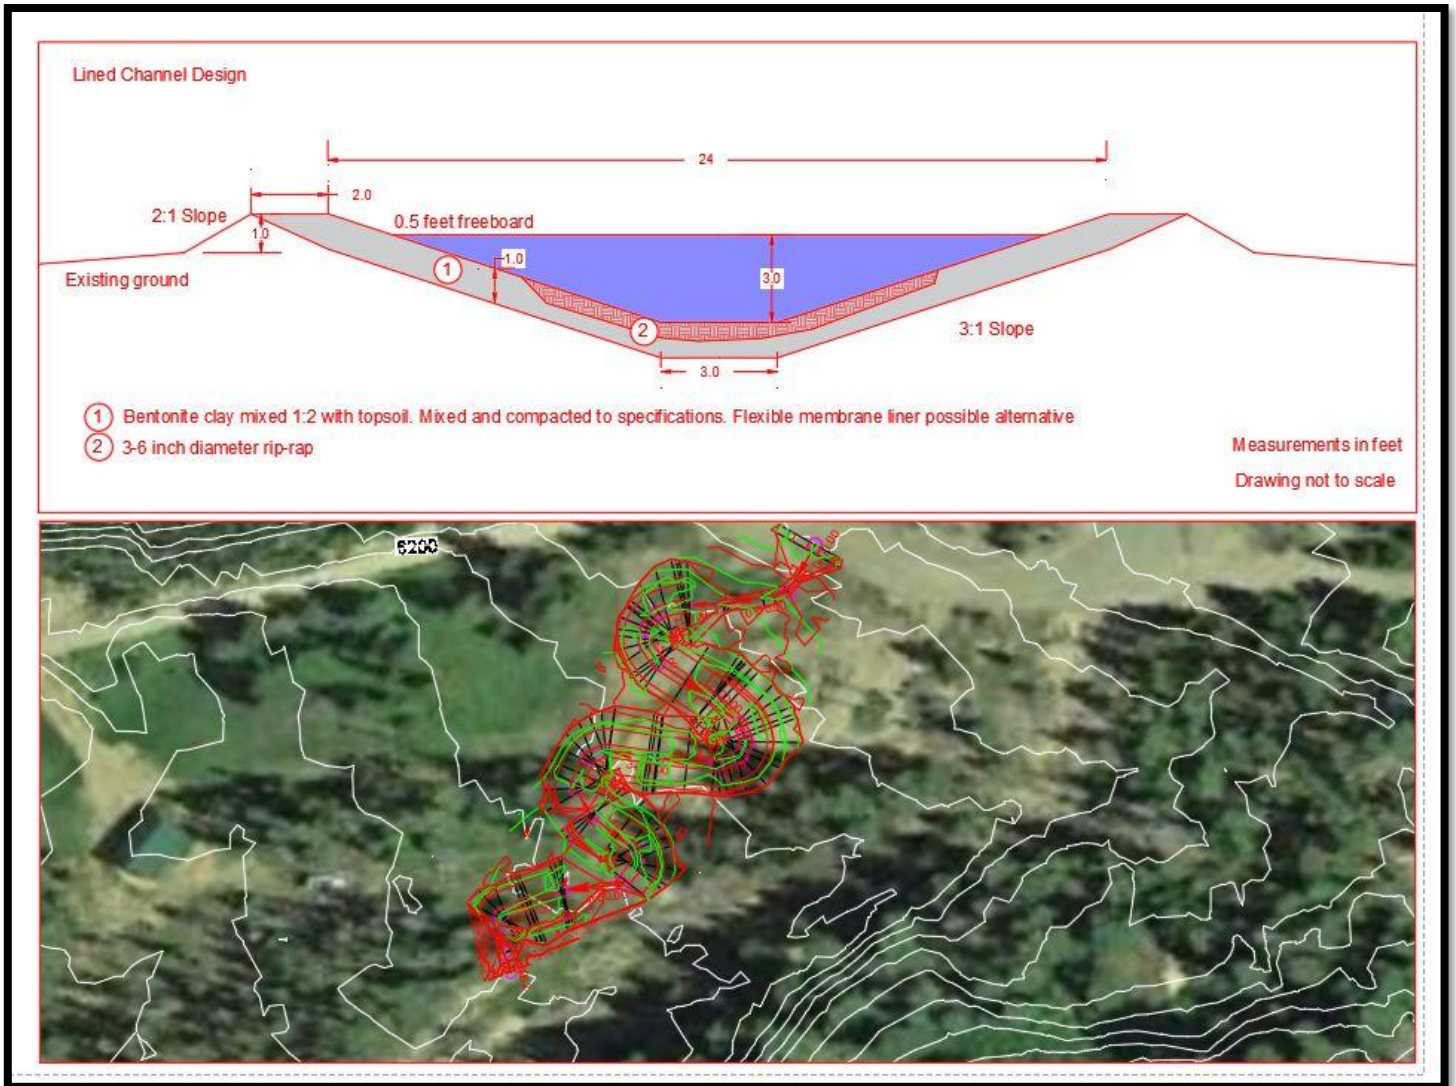 Lined Channel Design
24
2.0
2:1 Slope
0.5 feet freeboard
1.0
1.0
1
3.0
Existing ground
2
3:1 Slope
3.0
1 Bentonite clay mixed 1:2 with topsoil. Mixed and compacted to specifications. Flexible membrane liner possible alternative
2 3-6 inch diameter rip-rap
Measurements in feet
Drawing not to scale
6200